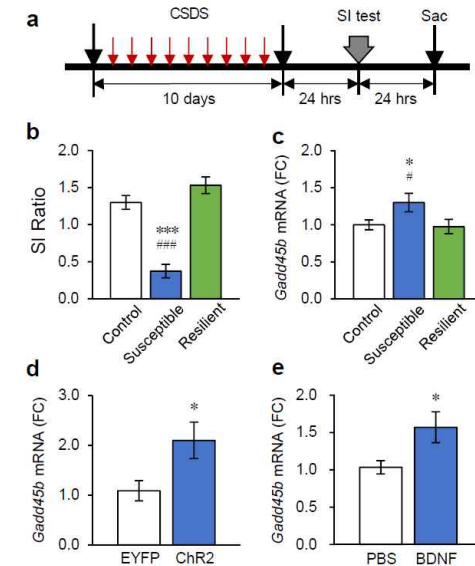 a
CSDS
SI test
Sac
10 days
24 hrs
24 hrs
b
SI Ratio
2.0
1.5
1.0
0.5
0.0
***
###
Control
Susceptible
Resilient
c
Gadd45b mRNA (FC)
2.0
1.5
1.0
0.5
0.0
*
#
Control
Susceptible
Resilient
d
Gadd45b mRNA (FC)
3.0
2.0
1.0
0.0
*
EYFP
ChR2
e
Gadd45b mRNA (FC)
2.0
1.5
1.0
0.5
0.0
*
PBS
BDNF